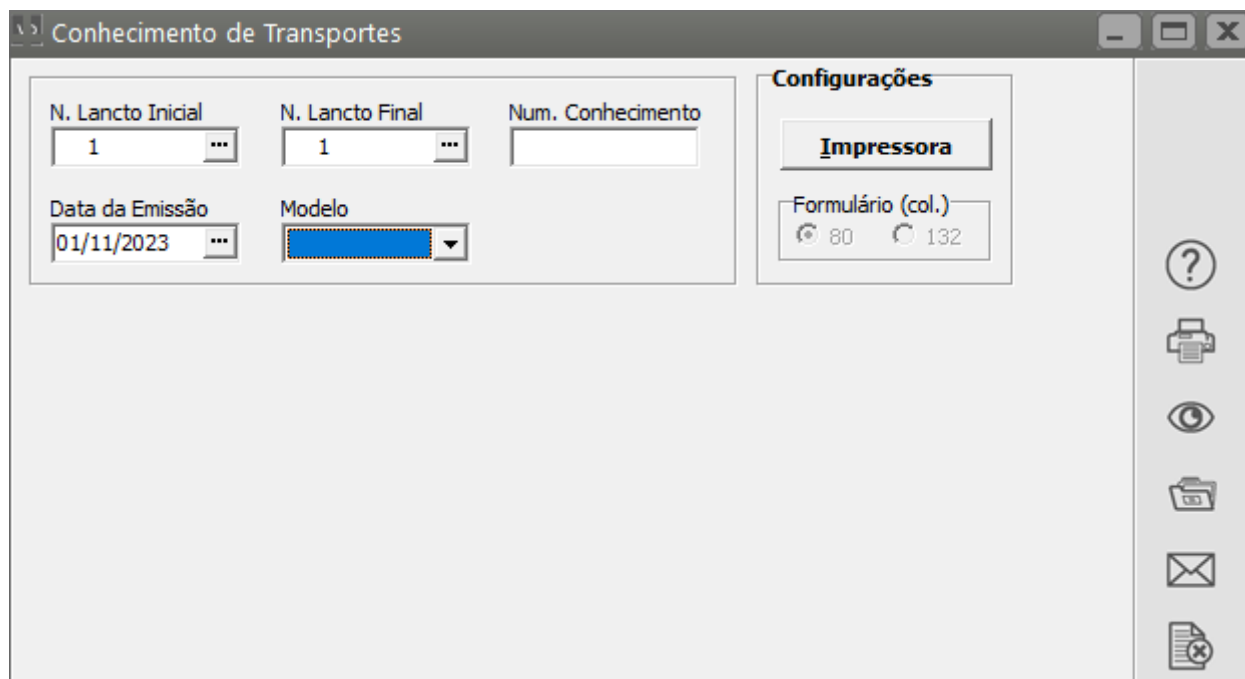 Conhecimento de Transportes
N. Lancto Inicial N. Lancto Final Num. Conhecimento
1 ... 1 ...
Data da Emissão Modelo
01/11/2023 ...
Configurações
Impressora
Formulário (col.)
80 132